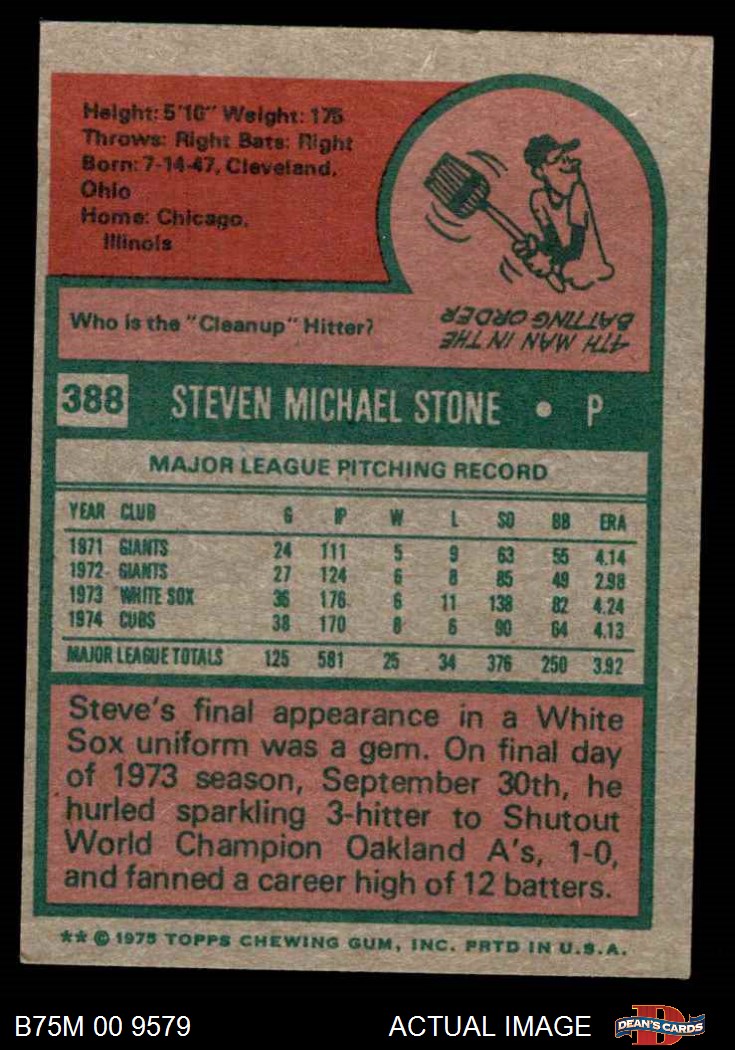 Height: 5'10" Weight: 175
Throws: Right Bats: Right
Born: 7-14-47, Cleveland,
Ohio
Home: Chicago,
Illinois
Who is the "Cleanup" Hitter?
4TH MAN IN THE
BATTING ORDER
388 STEVEN MICHAEL STONE • P
MAJOR LEAGUE PITCHING RECORD
YEAR CLUB G IP W L SO BB ERA
1971 GIANTS 24 111 5 9 63 55 4.14
1972 GIANTS 27 124 6 8 85 49 2.98
1973 WHITE SOX 36 176 6 11 138 82 4.24
1974 CUBS 38 170 8 6 90 64 4.13
MAJOR LEAGUE TOTALS 125 581 25 34 376 250 3.92
Steve's final appearance in a White
Sox uniform was a gem. On final day
of 1973 season, September 30th, he
hurled sparkling 3-hitter to Shutout
World Champion Oakland A's, 1-0,
and fanned a career high of 12 batters.
** © 1975 TOPPS CHEWING GUM, INC. PRTD IN U.S.A.
B75M 00 9579 ACTUAL IMAGE D DEAN'S CARDS